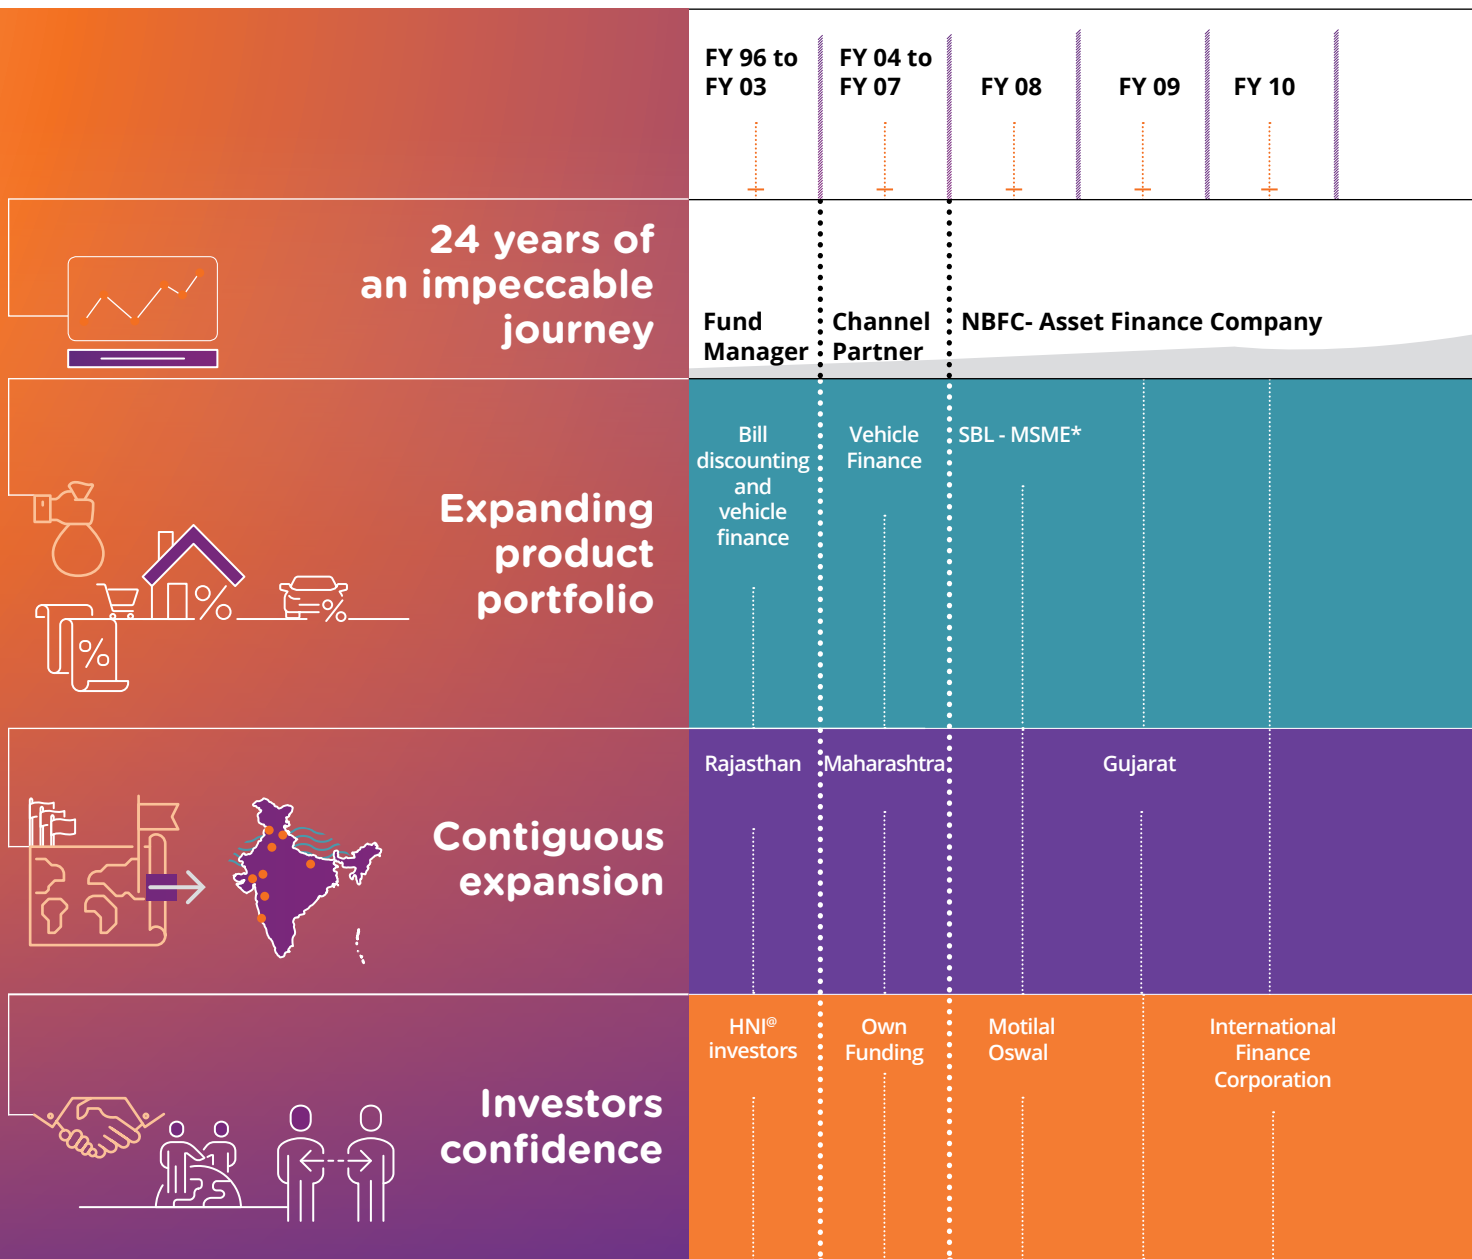 FY 96 to
FY 03
FY 04 to
FY 07
FY 08
FY 09
FY 10
24 years of
an impeccable
journey
Fund
Manager
Channel
Partner
NBFC- Asset Finance Company
Expanding
product
portfolio
Bill
discounting
and
vehicle
finance
Vehicle
Finance
SBL - MSME*
%
%
%
Contiguous
expansion
Rajasthan
Maharashtra
Gujarat
Investors
confidence
HNI@
investors
Own
Funding
Motilal
Oswal
International
Finance
Corporation